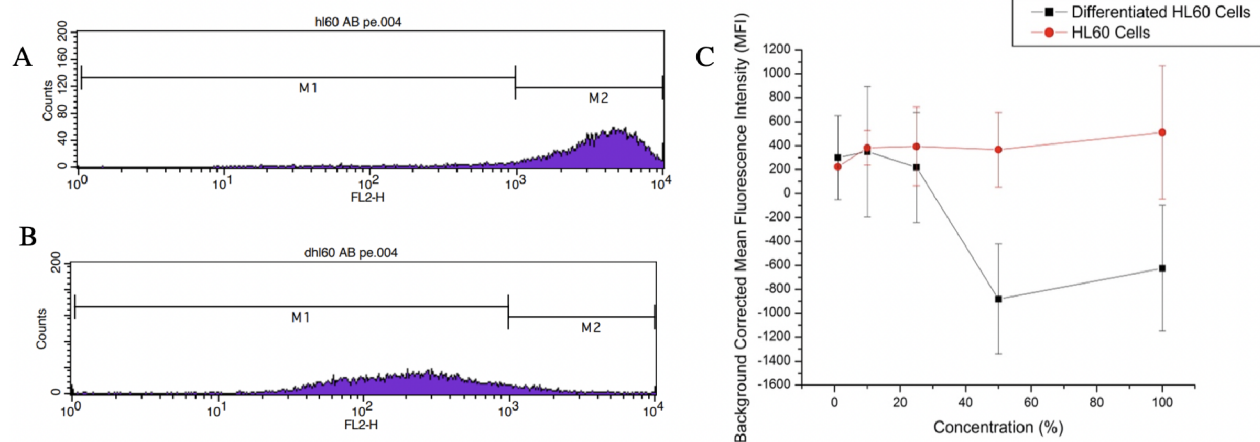 A
hl60 AB pe.004
Counts
200
160
120
80
40
0
M1
M2
10^0 10^1 10^2 10^3 10^4
FL2-H
B
dhl60 AB pe.004
Counts
200
0
M1
M2
10^0 10^1 10^2 10^3 10^4
FL2-H
C
Differentiated HL60 Cells
HL60 Cells
Background Corrected Mean Fluorescence Intensity (MFI)
1200
1000
800
600
400
200
0
-200
-400
-600
-800
-1000
-1200
-1400
-1600
0 20 40 60 80 100
Concentration (%)